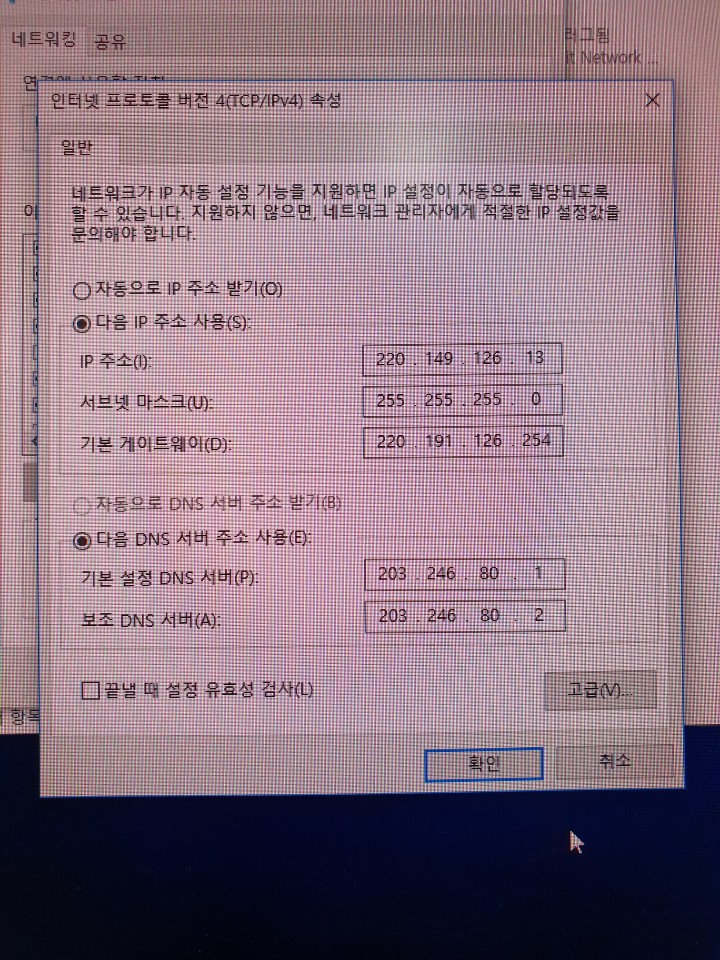 네트워킹 공유
it Network ...
인터넷 프로토콜 버전 4(TCP/IPv4) 속성
일반
네트워크가 IP 자동 설정 기능을 지원하면 IP 설정이 자동으로 할당되도록
할 수 있습니다. 지원하지 않으면, 네트워크 관리자에게 적절한 IP 설정값을
문의해야 합니다.
자동으로 IP 주소 받기(O)
다음 IP 주소 사용(S):
IP 주소(I): 220 . 149 . 126 . 13
서브넷 마스크(U): 255 . 255 . 255 . 0
기본 게이트웨이(D): 220 . 191 . 126 . 254
자동으로 DNS 서버 주소 받기(B)
다음 DNS 서버 주소 사용(E):
기본 설정 DNS 서버(P): 203 . 246 . 80 . 1
보조 DNS 서버(A): 203 . 246 . 80 . 2
끝낼 때 설정 유효성 검사(L)
고급(V)...
항목
확인 취소